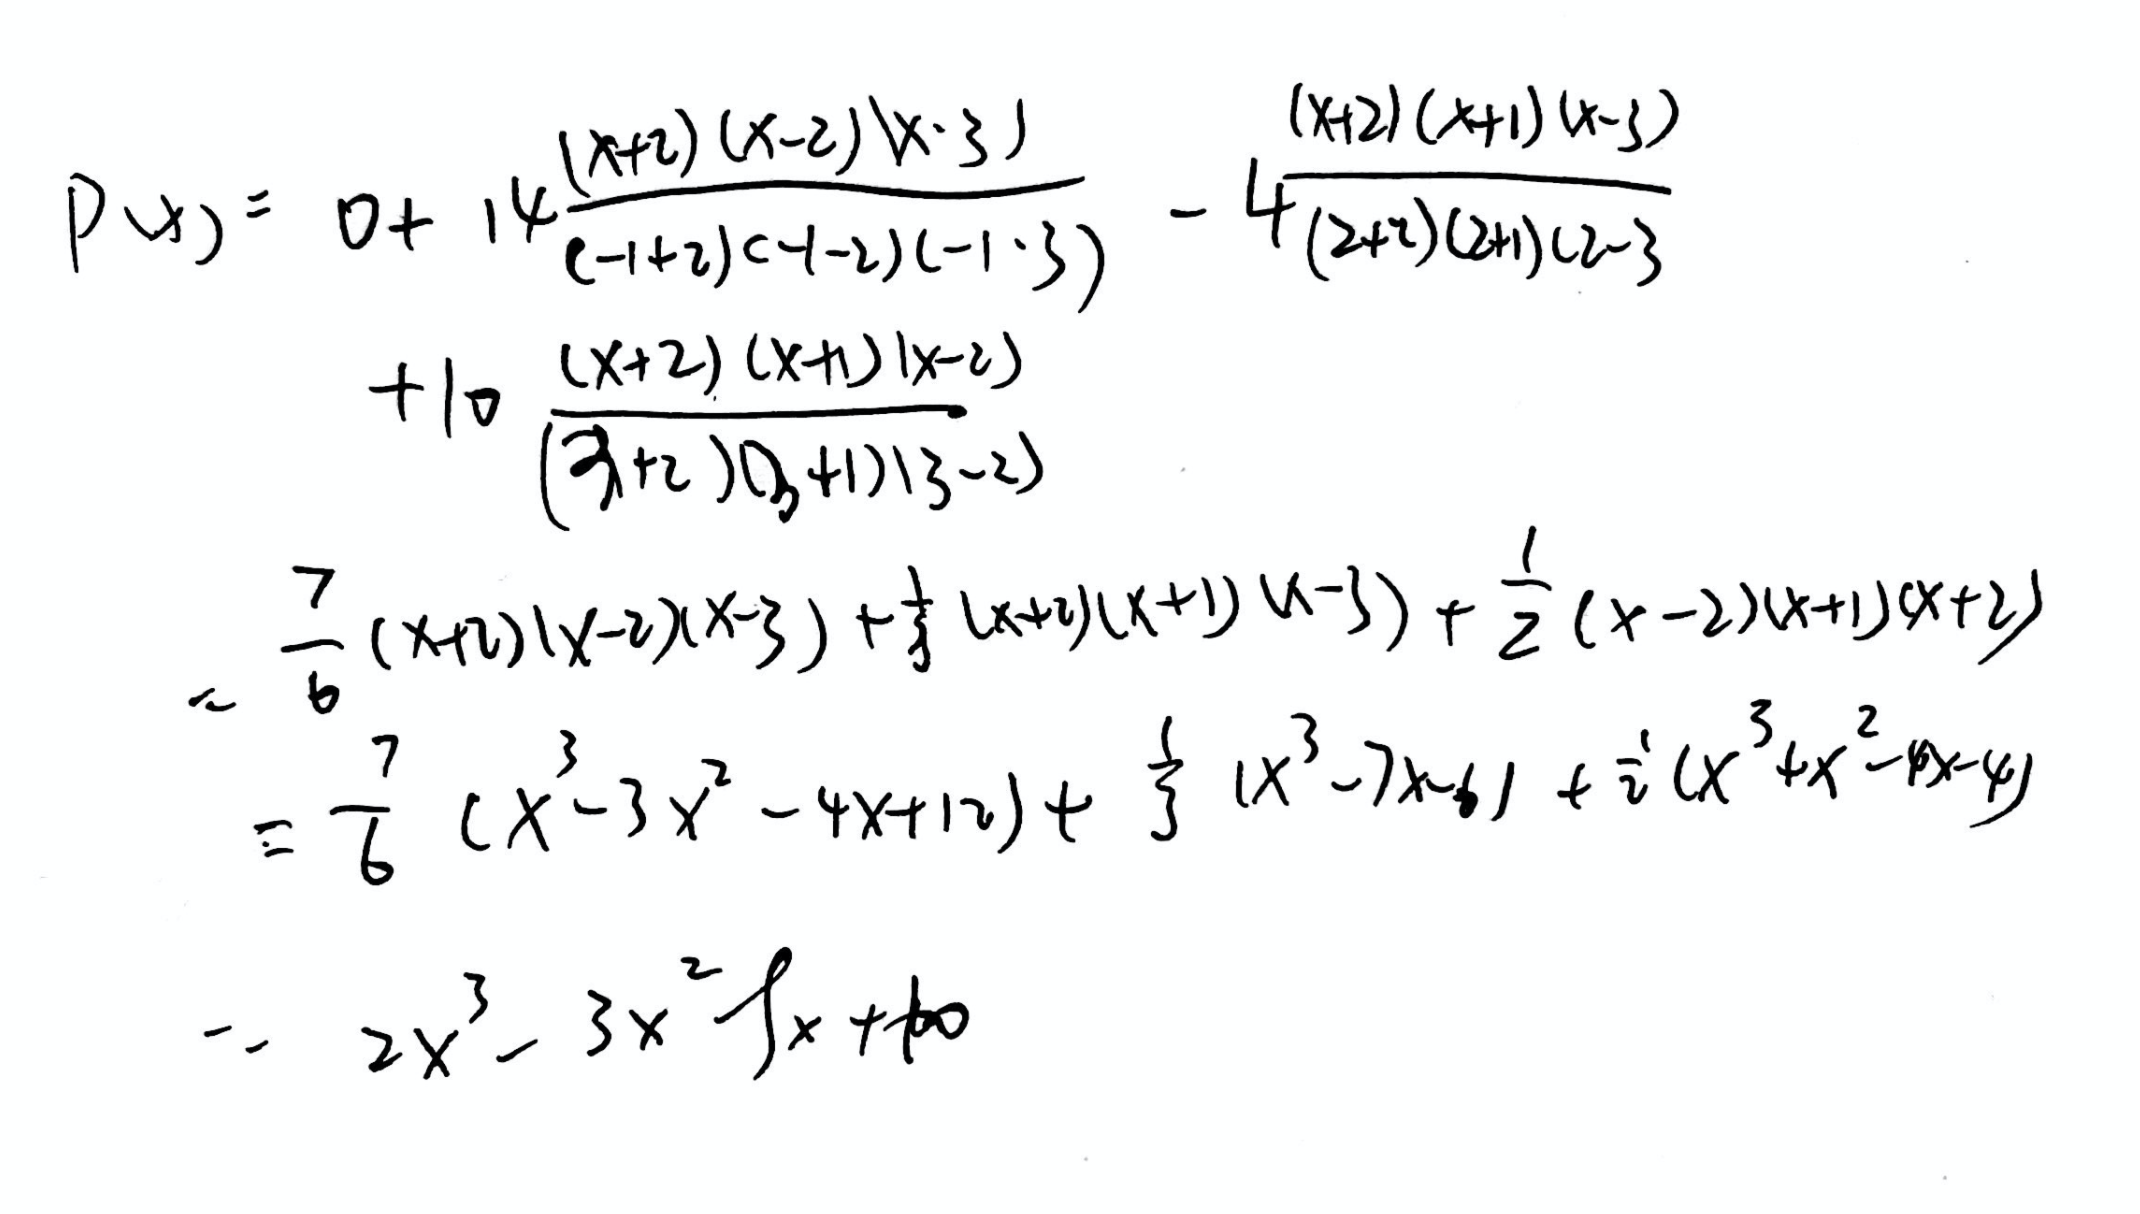 P(x) = 0 + 14 \frac{(x+2)(x-2)(x-3)}{(-1+2)(-1-2)(-1-3)} - 4 \frac{(x+2)(x+1)(x-3)}{(2+2)(2+1)(2-3}
+10 \frac{(x+2)(x+1)(x-2)}{(3+2)(3+1)(3-2)}
= \frac{7}{6} (x+2)(x-2)(x-3) + \frac{1}{3} (x+2)(x+1)(x-3) + \frac{1}{2} (x-2)(x+1)(x+2)
= \frac{7}{6} (x^3-3x^2-4x+12) + \frac{1}{3} (x^3-7x-6) + \frac{1}{2} (x^3+x^2-4x-4)
= 2x^3 - 3x^2 x +10